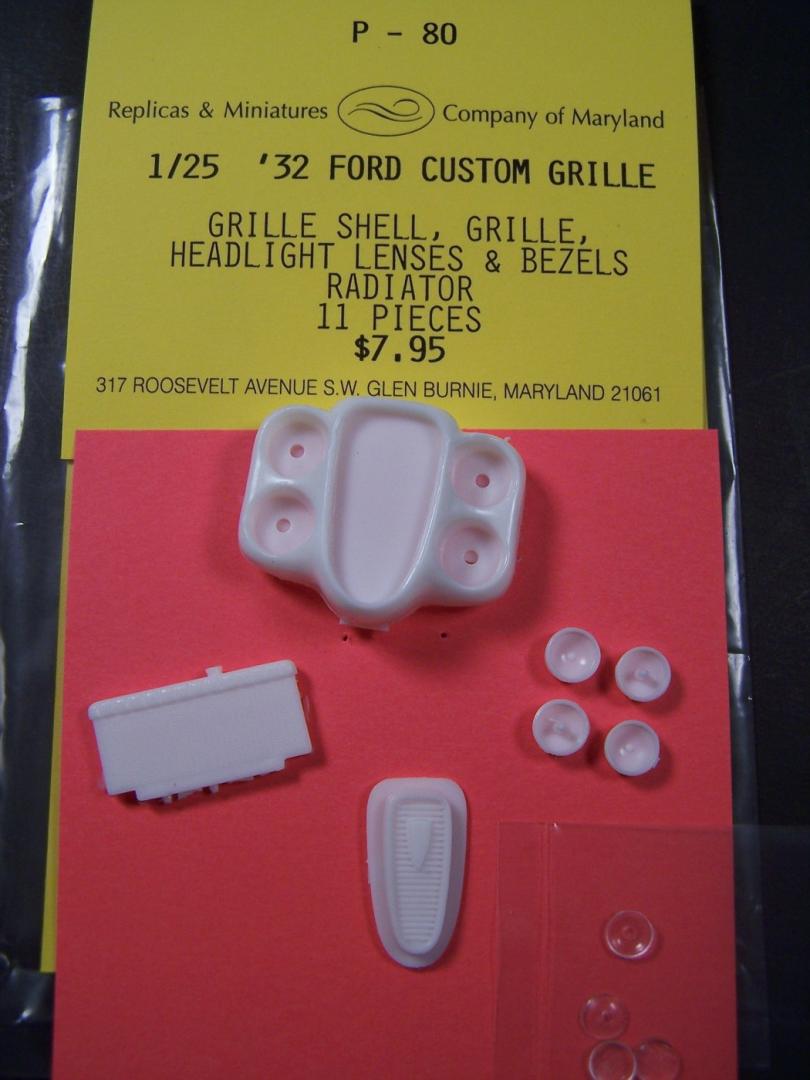 P - 80
Replicas & Miniatures Company of Maryland
1/25 '32 FORD CUSTOM GRILLE
GRILLE SHELL, GRILLE,
HEADLIGHT LENSES & BEZELS
RADIATOR
11 PIECES
$7.95
317 ROOSEVELT AVENUE S.W. GLEN BURNIE, MARYLAND 21061